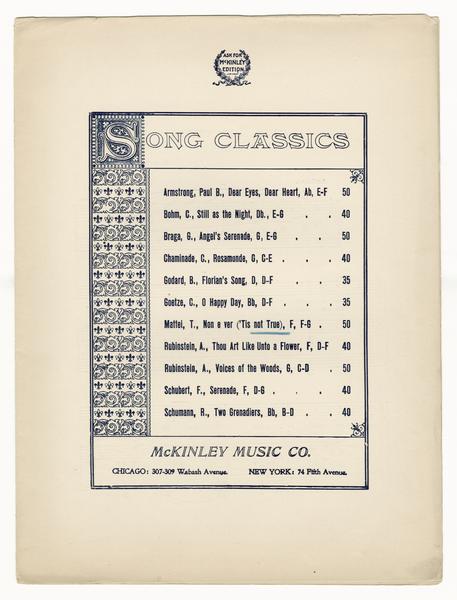 ASK FOR
McKINLEY
EDITION
SONG CLASSICS
Armstrong, Paul B., Dear Eyes, Dear Heart, Ab, E-F 50
Bohm, C., Still as the Night, Db., E-G . . 40
Braga, G., Angel's Serenade, G, E-G . . 50
Chaminade, C., Rosamonde, G, C-E . . . 40
Godard, B., Florian's Song, D, D-F . . 35
Goetze, C., O Happy Day, Bb, D-F . . . 35
Mattei, T., Non e ver ('Tis not True), F, F-G . 50
Rubinstein, A., Thou Art Like Unto a Flower, F, D-F 40
Rubinstein, A., Voices of the Woods, G, C-D . 50
Schubert, F., Serenade, F, D-G . . . 40
Schumann, R., Two Grenadiers, Bb, B-D . . 40
McKINLEY MUSIC CO.
CHICAGO: 307-309 Wabash Avenue. NEW YORK: 74 Fifth Avenue.